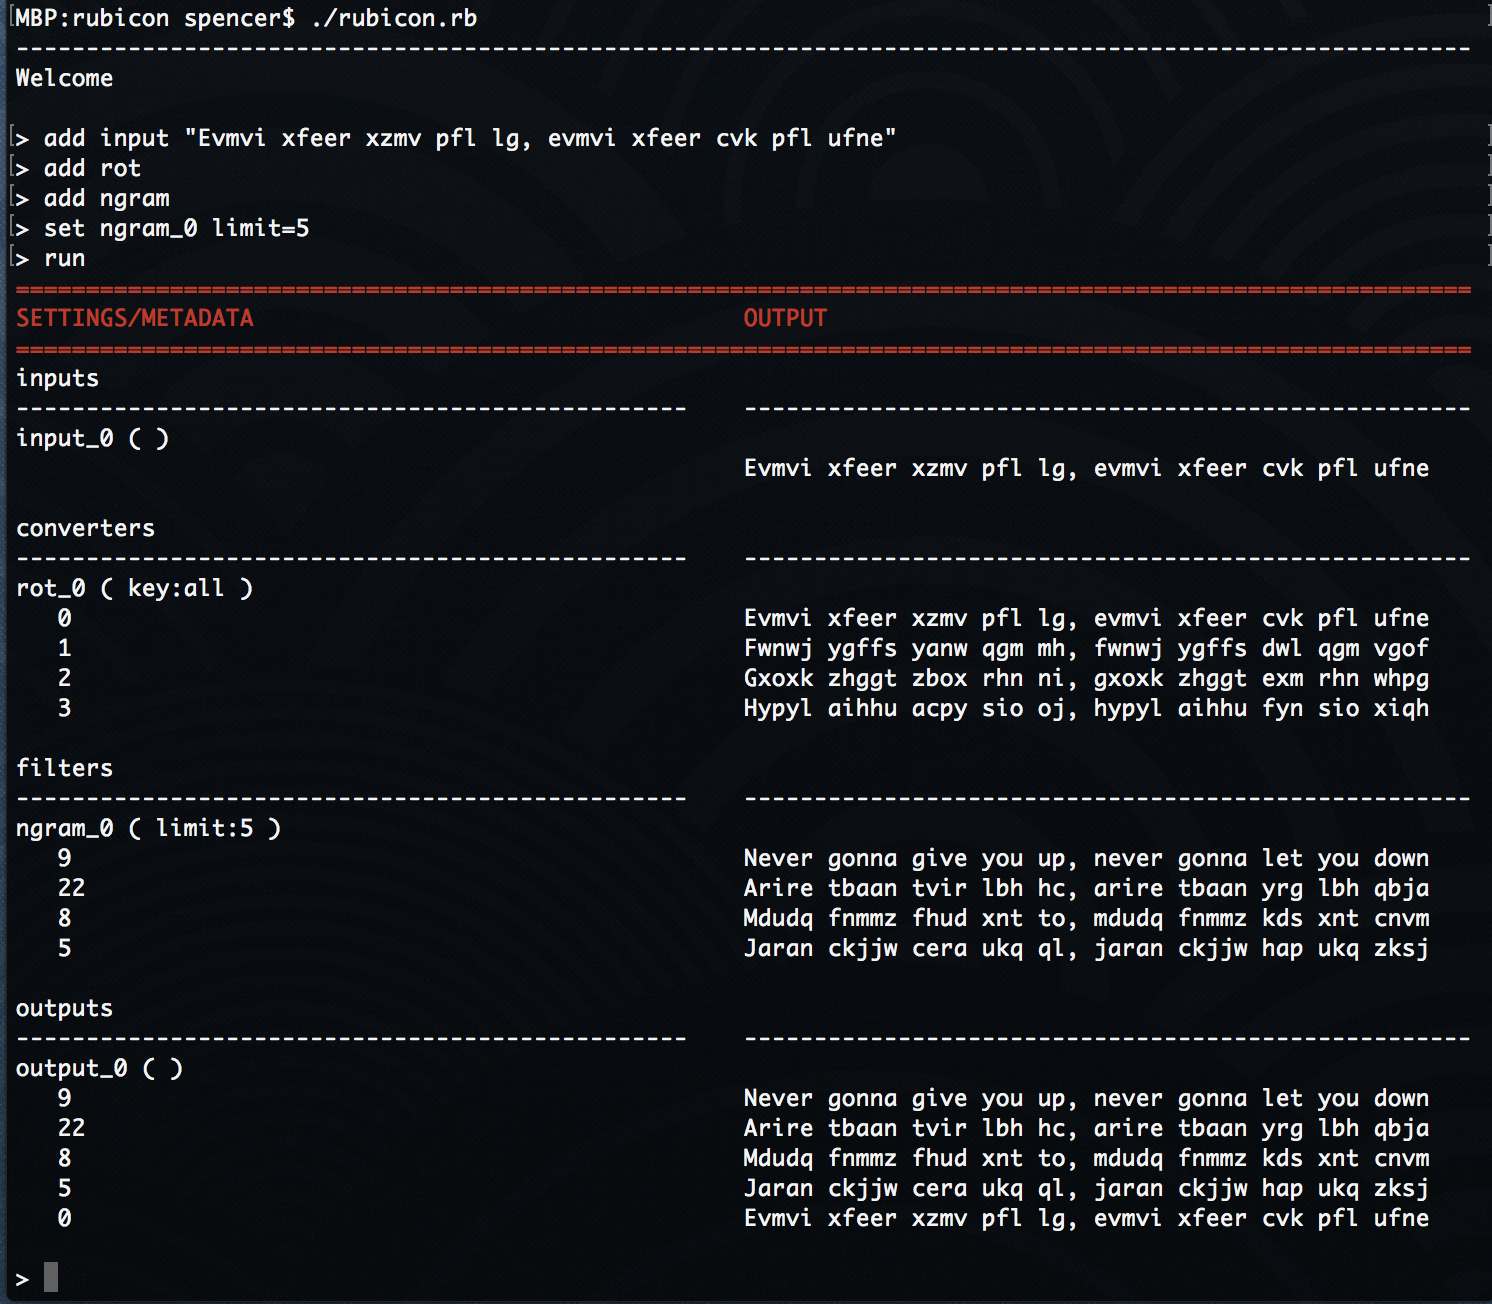 [MBP:rubicon spencer$ ./rubicon.rb ]
--------------------------------------------------------------------------------------------------------
Welcome
[> add input "Evmvi xfeer xzmv pfl lg, evmvi xfeer cvk pfl ufne" ]
[> add rot ]
[> add ngram ]
[> set ngram_0 limit=5 ]
[> run ]
========================================================================================================
SETTINGS/METADATA OUTPUT
========================================================================================================
inputs
------------------------------------------------ ----------------------------------------------------
input_0 ( )
Evmvi xfeer xzmv pfl lg, evmvi xfeer cvk pfl ufne
converters
------------------------------------------------ ----------------------------------------------------
rot_0 ( key:all )
0 Evmvi xfeer xzmv pfl lg, evmvi xfeer cvk pfl ufne
1 Fwnwj ygffs yanw qgm mh, fwnwj ygffs dwl qgm vgof
2 Gxoxk zhggt zbox rhn ni, gxoxk zhggt exm rhn whpg
3 Hypyl aihhu acpy sio oj, hypyl aihhu fyn sio xiqh
filters
------------------------------------------------ ----------------------------------------------------
ngram_0 ( limit:5 )
9 Never gonna give you up, never gonna let you down
22 Arire tbaan tvir lbh hc, arire tbaan yrg lbh qbja
8 Mdudq fnmmz fhud xnt to, mdudq fnmmz kds xnt cnvm
5 Jaran ckjjw cera ukq ql, jaran ckjjw hap ukq zksj
outputs
------------------------------------------------ ----------------------------------------------------
output_0 ( )
9 Never gonna give you up, never gonna let you down
22 Arire tbaan tvir lbh hc, arire tbaan yrg lbh qbja
8 Mdudq fnmmz fhud xnt to, mdudq fnmmz kds xnt cnvm
5 Jaran ckjjw cera ukq ql, jaran ckjjw hap ukq zksj
0 Evmvi xfeer xzmv pfl lg, evmvi xfeer cvk pfl ufne
>